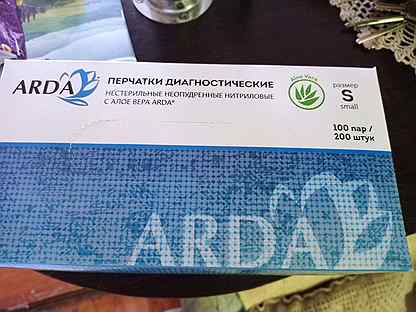 ARDA
ПЕРЧАТКИ ДИАГНОСТИЧЕСКИЕ
НЕСТЕРИЛЬНЫЕ НЕОПУДРЕННЫЕ НИТРИЛОВЫЕ
С АЛОЕ ВЕРА ARDA®
Aloe Vera
размер
S
small
100 пар /
200 штук
ARDA